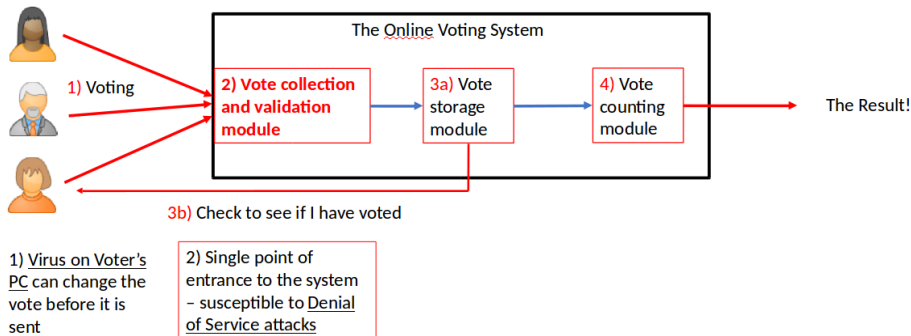 The Online Voting System
1) Voting
2) Vote collection
and validation
module
3a) Vote
storage
module
4) Vote
counting
module
The Result!
3b) Check to see if I have voted
1) Virus on Voter's
PC can change the
vote before it is
sent
2) Single point of
entrance to the system
– susceptible to Denial
of Service attacks